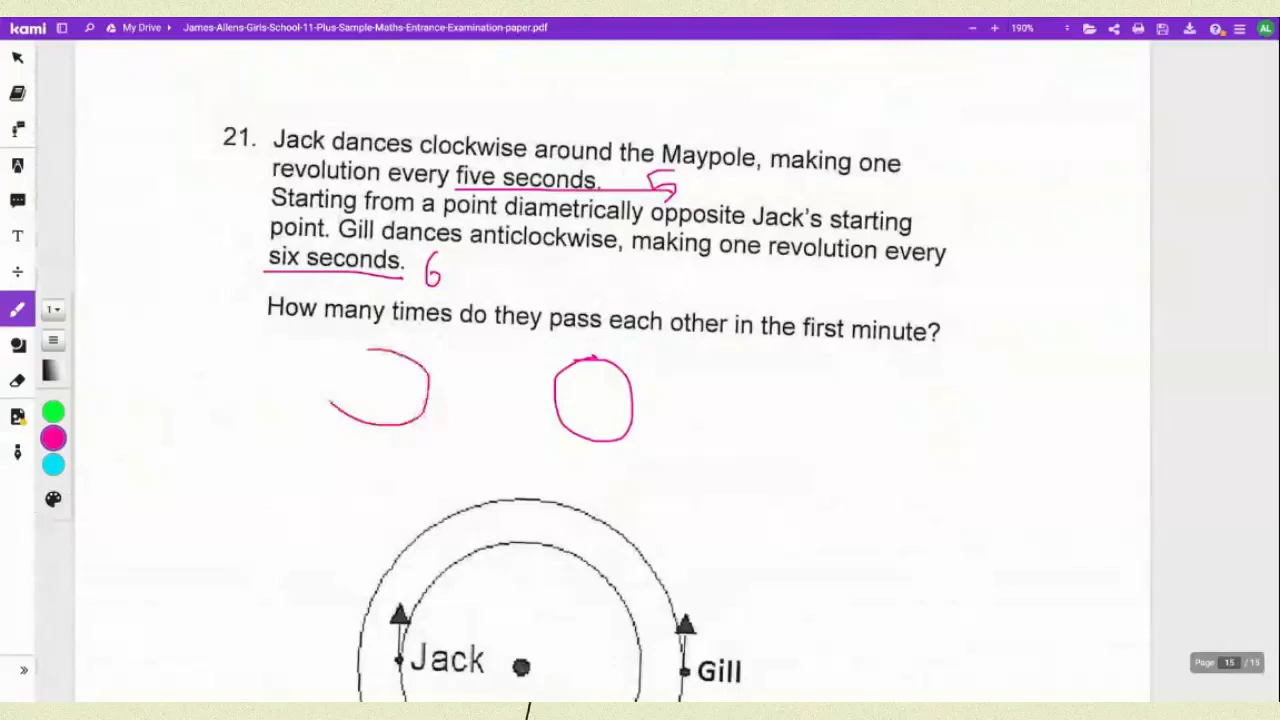 kami
My Drive
James-Allens-Girls-School-11-Plus-Sample-Maths-Entrance-Examination-paper.pdf
190%
AL
21. Jack dances clockwise around the Maypole, making one
revolution every five seconds. 5
Starting from a point diametrically opposite Jack's starting
point. Gill dances anticlockwise, making one revolution every
six seconds. 6
How many times do they pass each other in the first minute?
T
1
Jack
Gill
Page 15 / 15